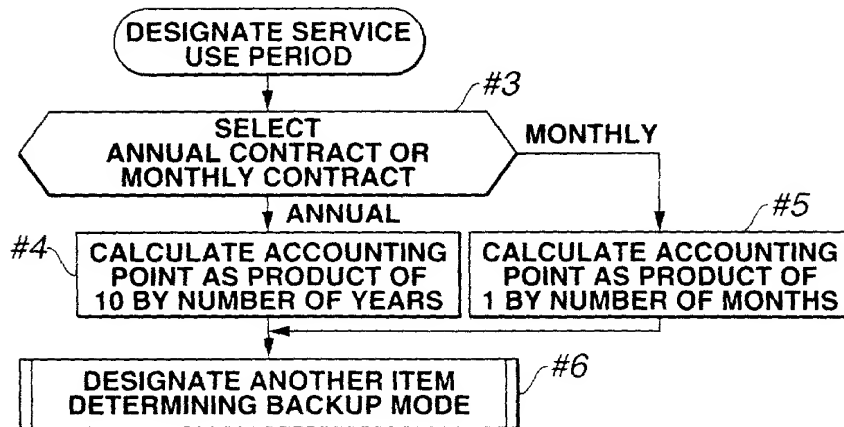 DESIGNATE SERVICE
USE PERIOD
#3
SELECT
ANNUAL CONTRACT OR
MONTHLY CONTRACT
MONTHLY
ANNUAL
#4
CALCULATE ACCOUNTING
POINT AS PRODUCT OF
10 BY NUMBER OF YEARS
#5
CALCULATE ACCOUNTING
POINT AS PRODUCT OF
1 BY NUMBER OF MONTHS
#6
DESIGNATE ANOTHER ITEM
DETERMINING BACKUP MODE